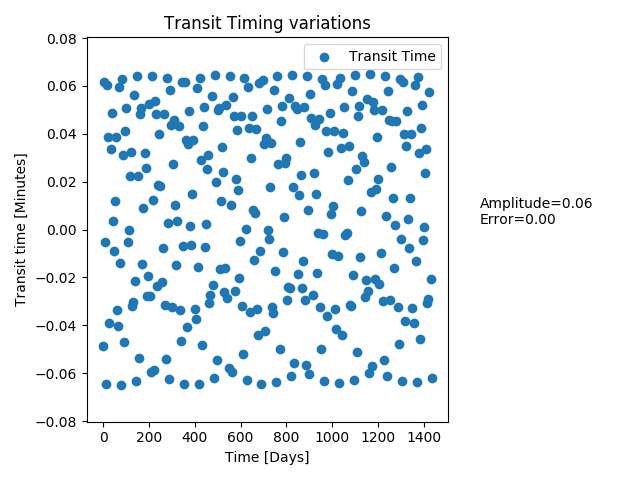 Transit Timing variations
Transit Time
0.08
0.06
0.04
0.02
0.00
−0.02
−0.04
−0.06
−0.08
Transit time [Minutes]
0 200 400 600 800 1000 1200 1400
Time [Days]
Amplitude=0.06
Error=0.00